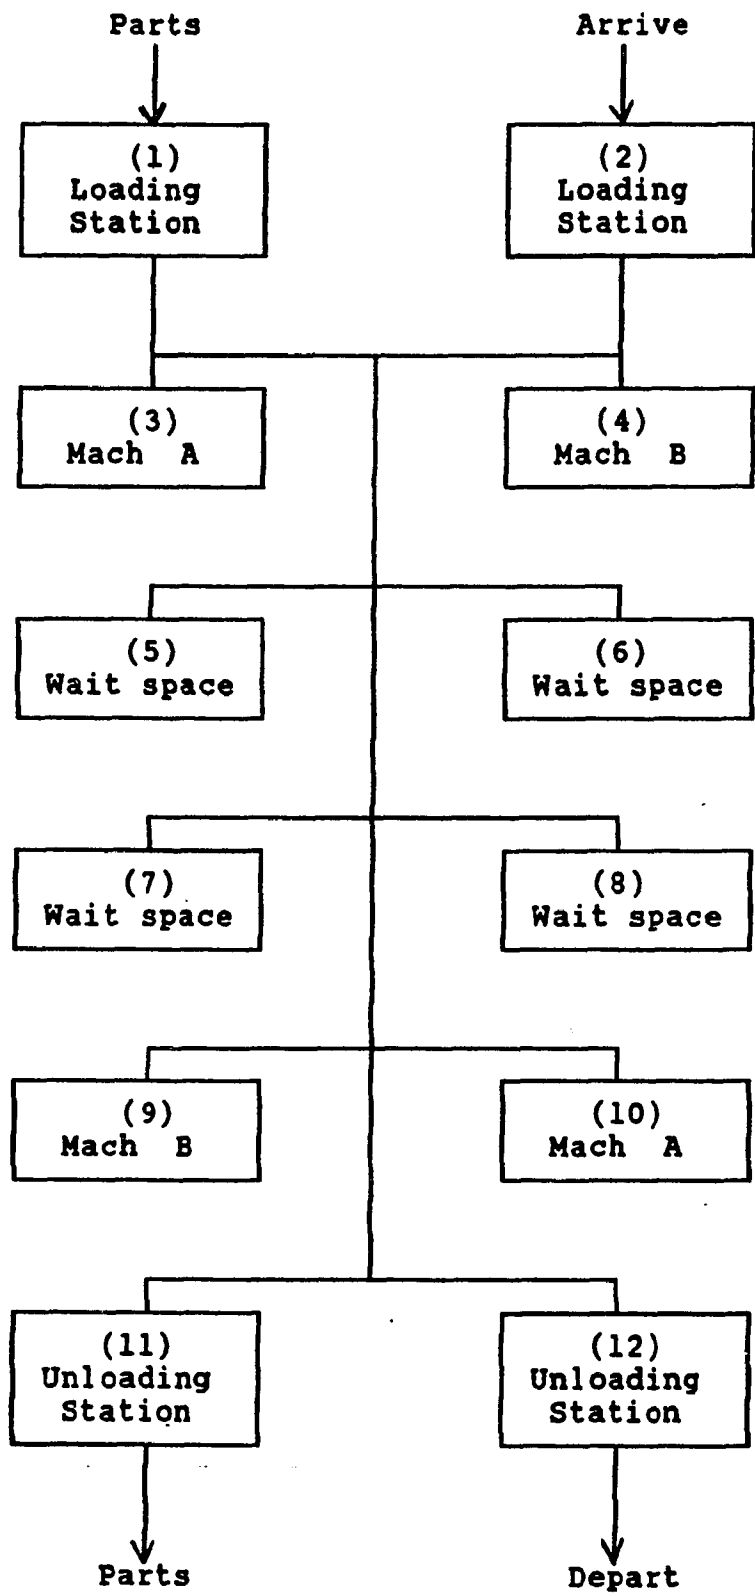 Parts Arrive
(1)
Loading
Station
(2)
Loading
Station
(3)
Mach A
(4)
Mach B
(5)
Wait space
(6)
Wait space
(7)
Wait space
(8)
Wait space
(9)
Mach B
(10)
Mach A
(11)
Unloading
Station
(12)
Unloading
Station
Parts Depart